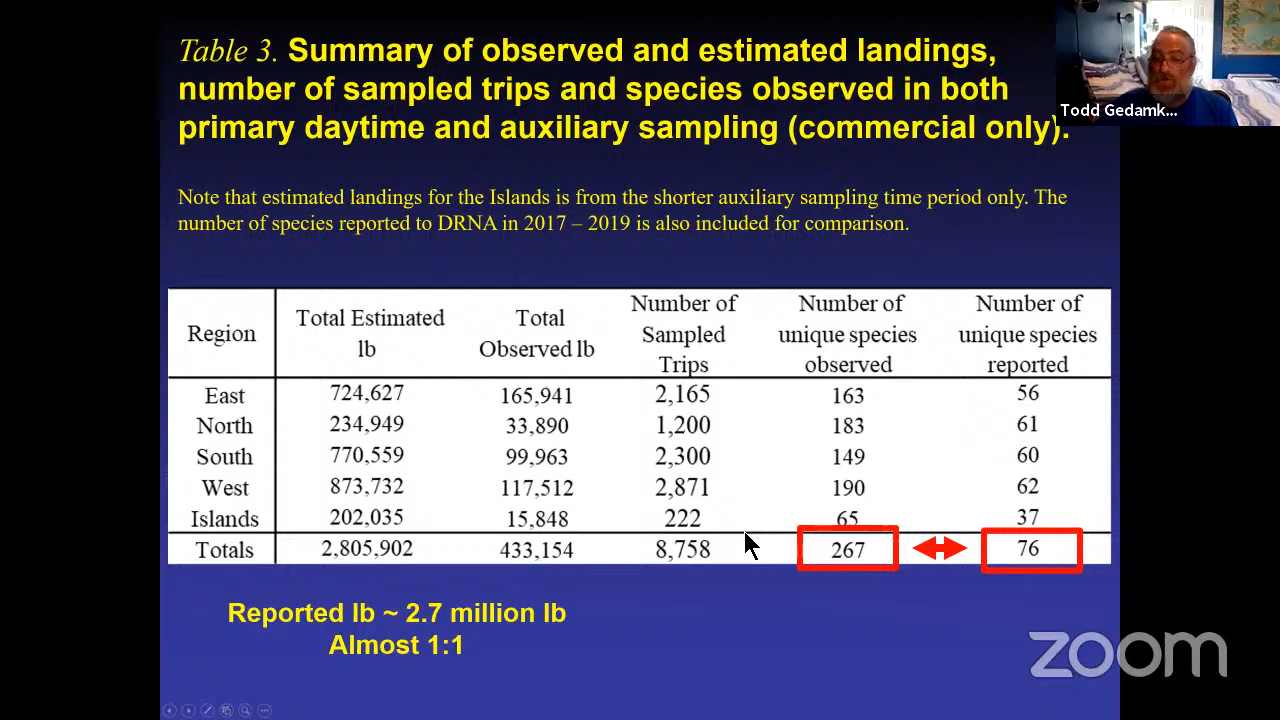 Table 3. Summary of observed and estimated landings,
number of sampled trips and species observed in both
primary daytime and auxiliary sampling (commercial only).
Todd Gedamk...
Note that estimated landings for the Islands is from the shorter auxiliary sampling time period only. The
number of species reported to DRNA in 2017 – 2019 is also included for comparison.
Region Total Estimated lb Total Observed lb Number of Sampled Trips Number of unique species observed Number of unique species reported
East 724,627 165,941 2,165 163 56
North 234,949 33,890 1,200 183 61
South 770,559 99,963 2,300 149 60
West 873,732 117,512 2,871 190 62
Islands 202,035 15,848 222 65 37
Totals 2,805,902 433,154 8,758 267 76
Reported lb ~ 2.7 million lb
Almost 1:1
zoom